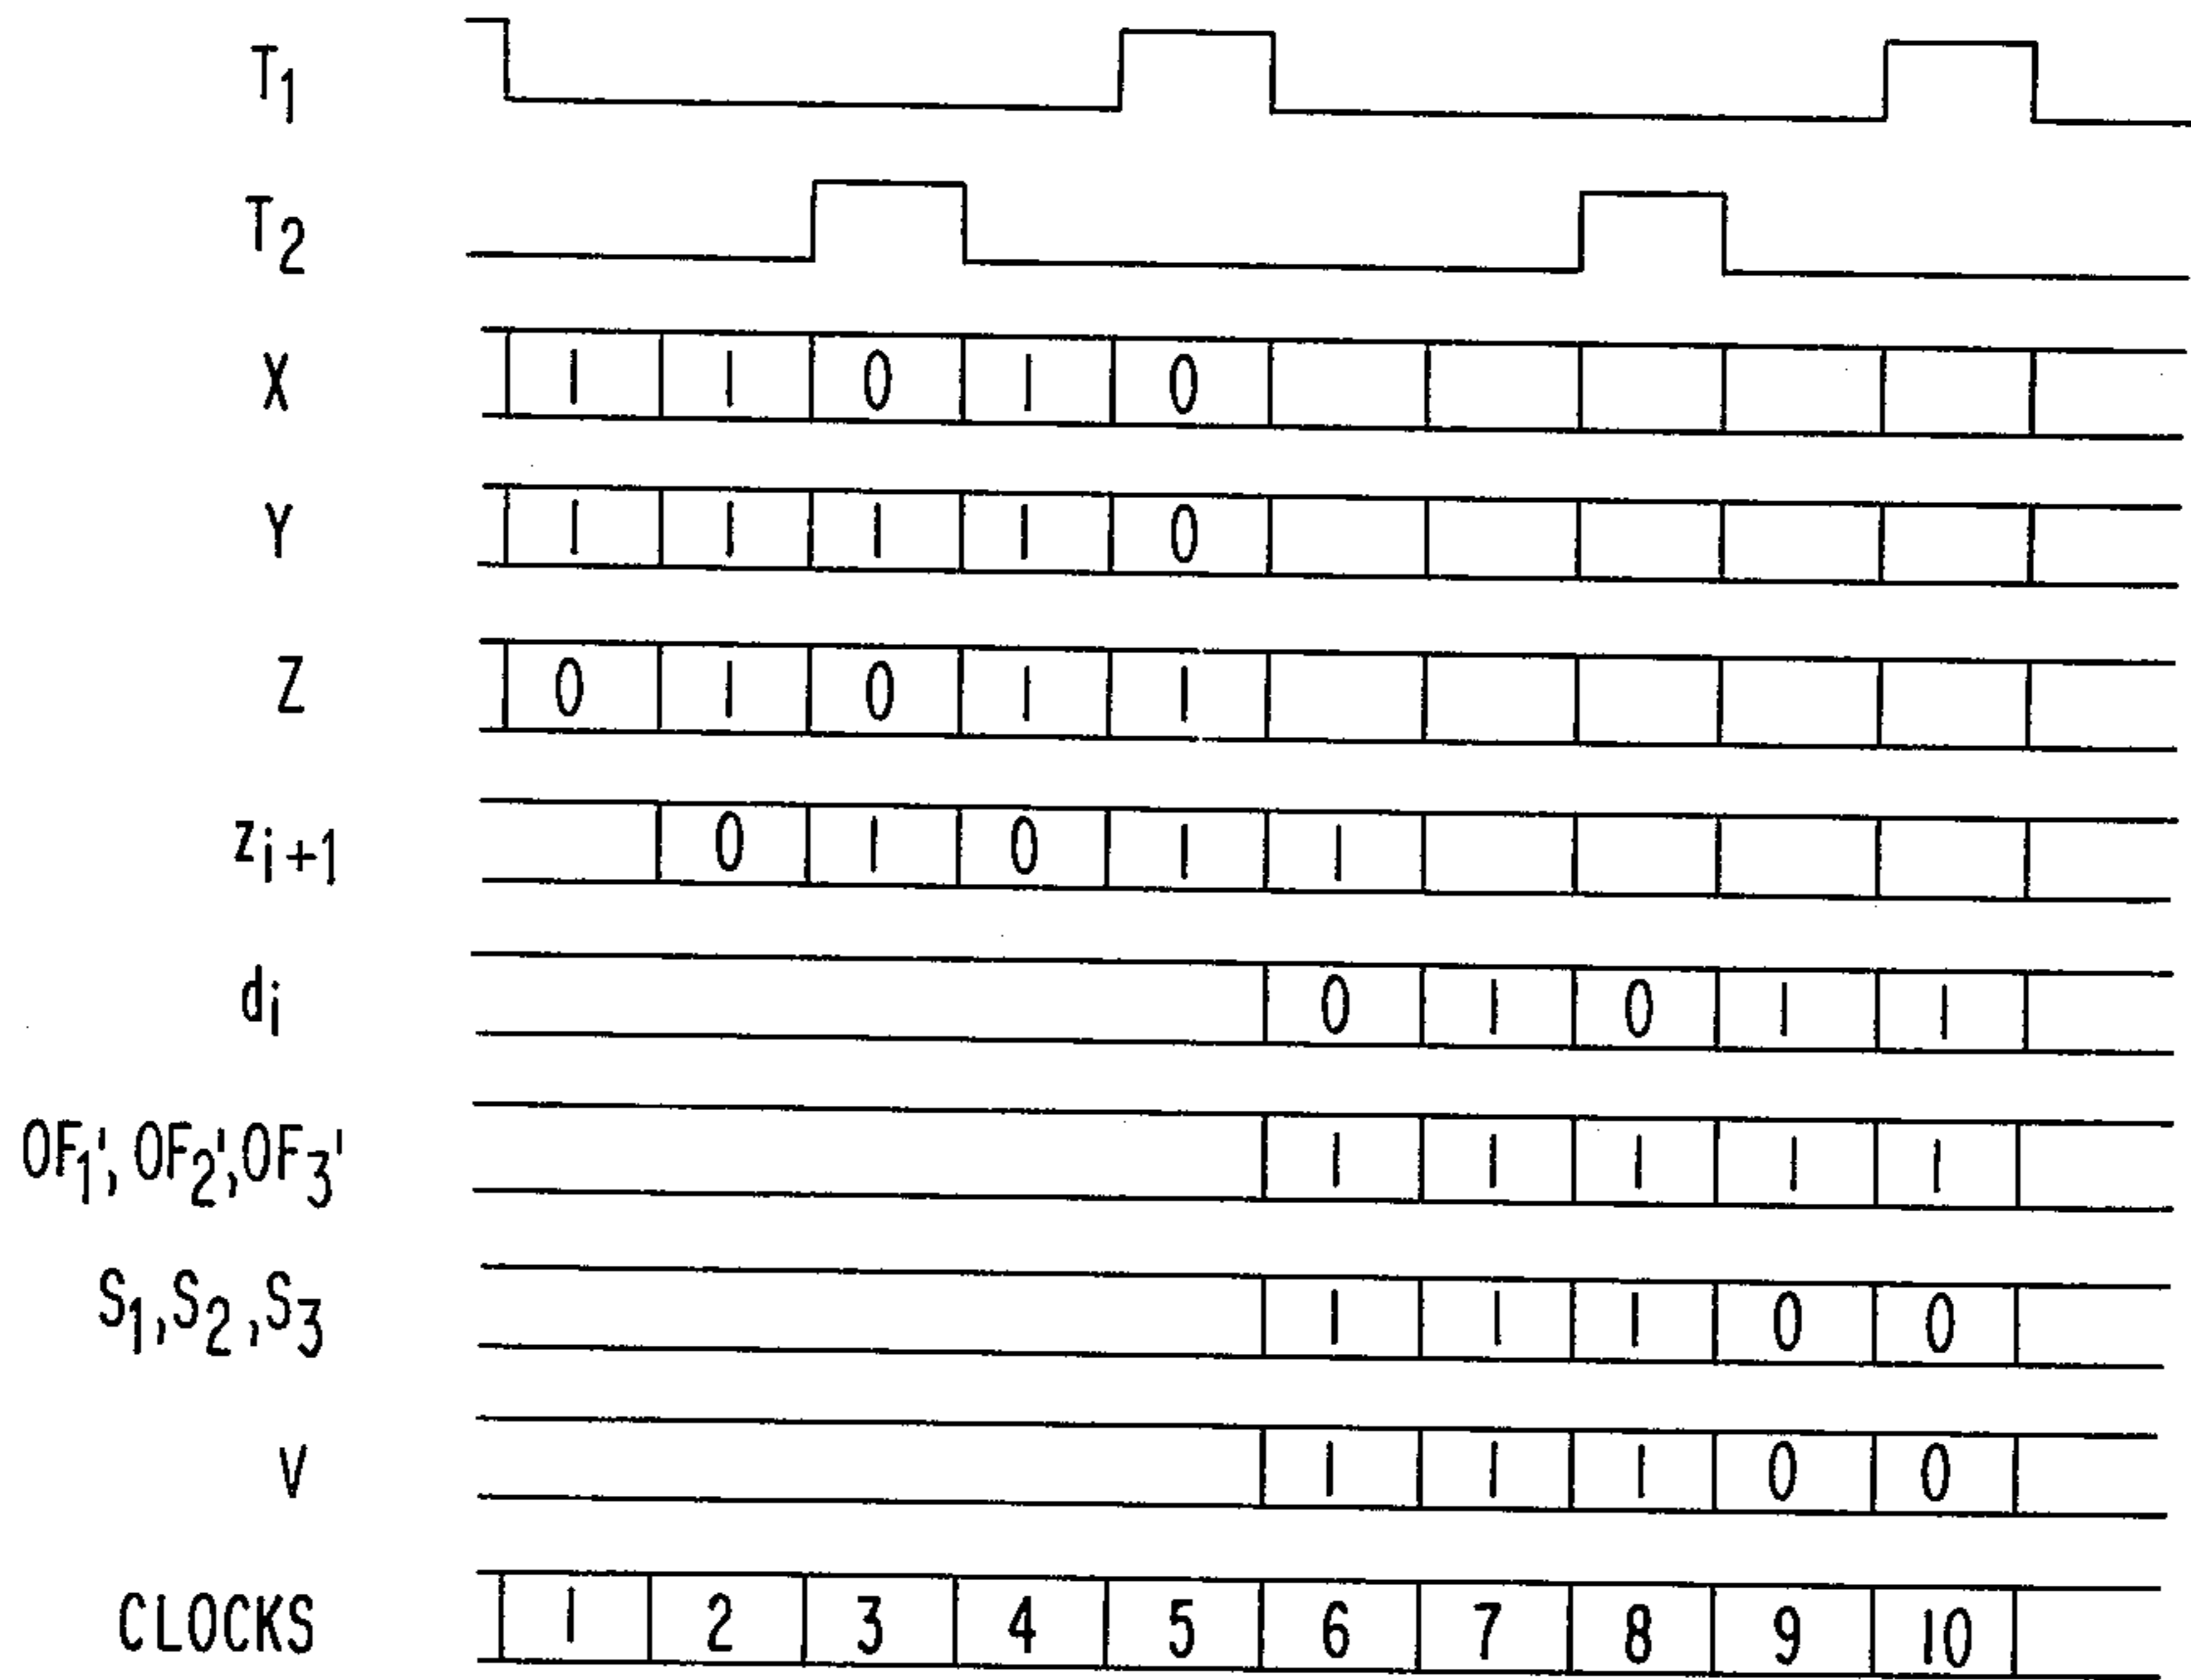 T1
T2
X 1 1 0 1 0
Y 1 1 1 1 0
Z 0 1 0 1 1
zi+1 0 1 0 1 1
di 0 1 0 1 1
OF1', OF2', OF3' 1 1 1 1 1
S1, S2, S3 1 1 1 0 0
V 1 1 1 0 0
CLOCKS 1 2 3 4 5 6 7 8 9 10